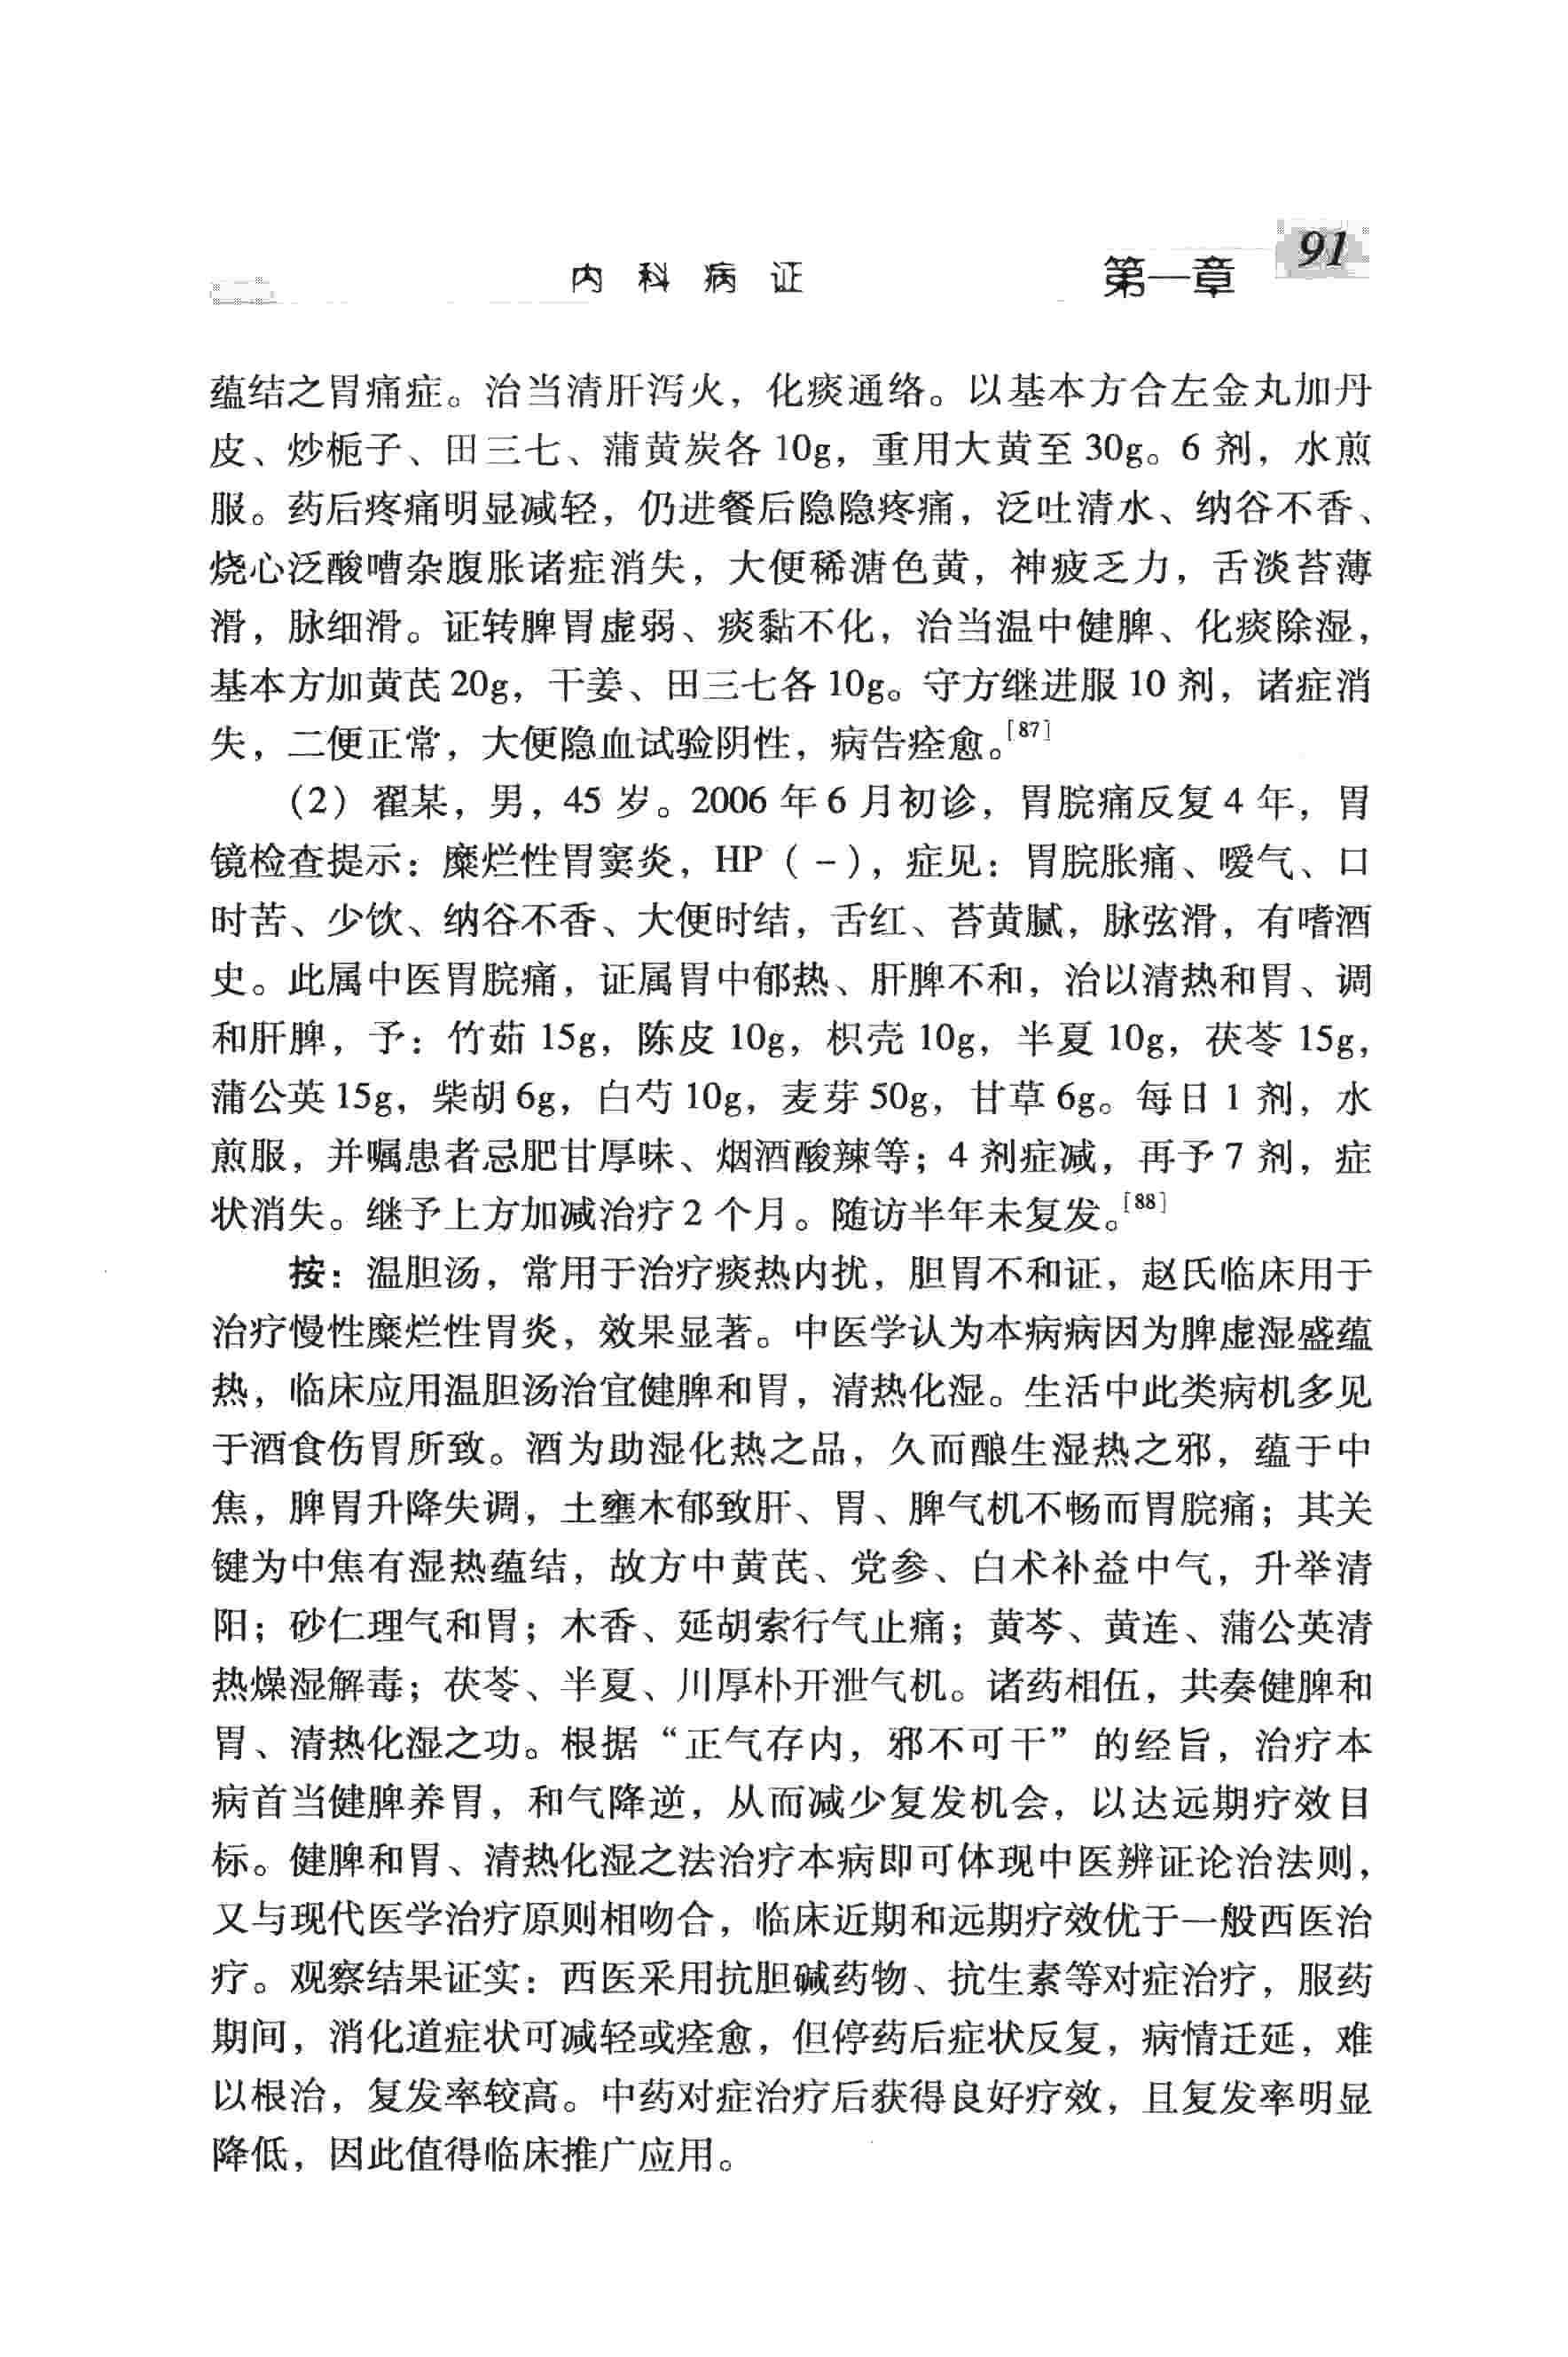 内科病证 第一章 91
蕴结之胃痛症。治当清肝泻火，化痰通络。以基本方合左金丸加丹
皮、炒栀子、田三七、蒲黄炭各 10g，重用大黄至 30g。6 剂，水煎
服。药后疼痛明显减轻，仍进餐后隐隐疼痛，泛吐清水、纳谷不香、
烧心泛酸嘈杂腹胀诸症消失，大便稀溏色黄，神疲乏力，舌淡苔薄
滑，脉细滑。证转脾胃虚弱、痰黏不化，治当温中健脾、化痰除湿，
基本方加黄芪 20g，干姜、田三七各 10g。守方继进服 10 剂，诸症消
失，二便正常，大便隐血试验阴性，病告痊愈。[87]
（2）翟某，男，45 岁。2006 年 6 月初诊，胃脘痛反复 4 年，胃
镜检查提示：糜烂性胃窦炎，HP（－），症见：胃脘胀痛、嗳气、口
时苦、少饮、纳谷不香、大便时结，舌红、苔黄腻，脉弦滑，有嗜酒
史。此属中医胃脘痛，证属胃中郁热、肝脾不和，治以清热和胃、调
和肝脾，予：竹茹 15g，陈皮 10g，枳壳 10g，半夏 10g，茯苓 15g，
蒲公英 15g，柴胡 6g，白芍 10g，麦芽 50g，甘草 6g。每日 1 剂，水
煎服，并嘱患者忌肥甘厚味、烟酒酸辣等；4 剂症减，再予 7 剂，症
状消失。继予上方加减治疗 2 个月。随访半年未复发。[88]
按：温胆汤，常用于治疗痰热内扰，胆胃不和证，赵氏临床用于
治疗慢性糜烂性胃炎，效果显著。中医学认为本病病因为脾虚湿盛蕴
热，临床应用温胆汤治宜健脾和胃，清热化湿。生活中此类病机多见
于酒食伤胃所致。酒为助湿化热之品，久而酿生湿热之邪，蕴于中
焦，脾胃升降失调，土壅木郁致肝、胃、脾气机不畅而胃脘痛；其关
键为中焦有湿热蕴结，故方中黄芪、党参、白术补益中气，升举清
阳；砂仁理气和胃；木香、延胡索行气止痛；黄芩、黄连、蒲公英清
热燥湿解毒；茯苓、半夏、川厚朴开泄气机。诸药相伍，共奏健脾和
胃、清热化湿之功。根据“正气存内，邪不可干”的经旨，治疗本
病首当健脾养胃，和气降逆，从而减少复发机会，以达远期疗效目
标。健脾和胃、清热化湿之法治疗本病即可体现中医辨证论治法则，
又与现代医学治疗原则相吻合，临床近期和远期疗效优于一般西医治
疗。观察结果证实：西医采用抗胆碱药物、抗生素等对症治疗，服药
期间，消化道症状可减轻或痊愈，但停药后症状反复，病情迁延，难
以根治，复发率较高。中药对症治疗后获得良好疗效，且复发率明显
降低，因此值得临床推广应用。